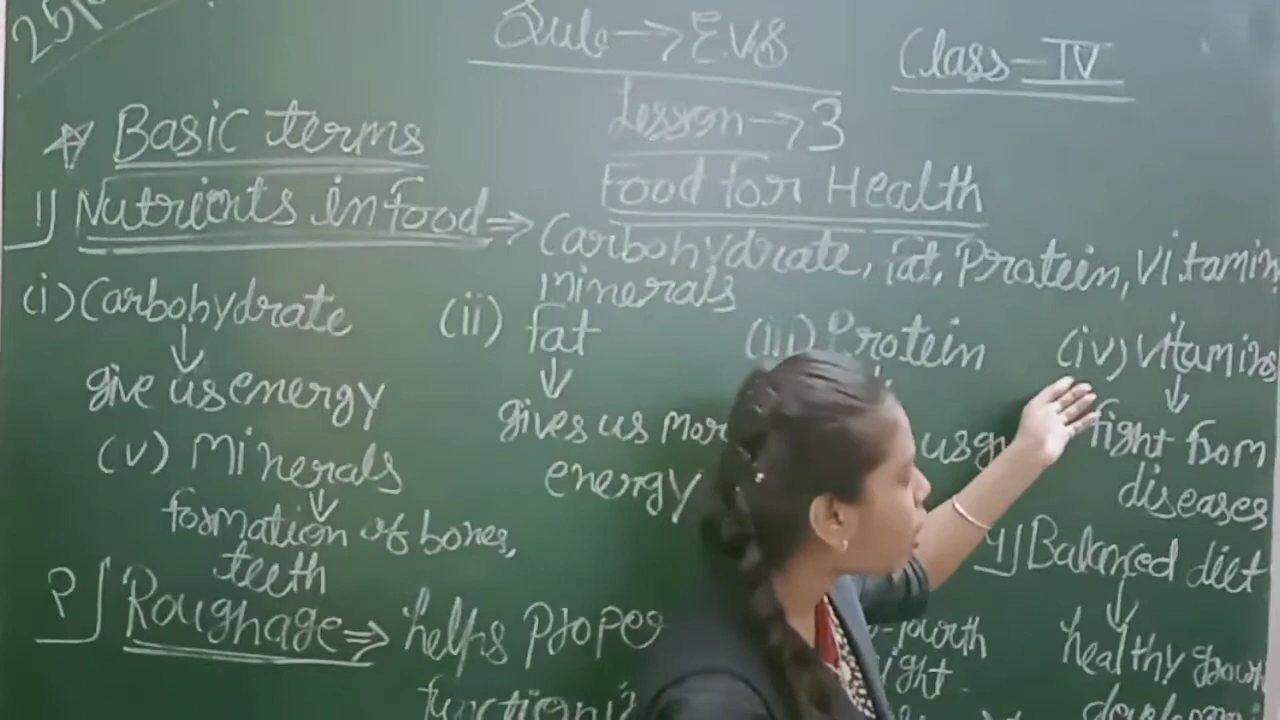 Sub → EVS
Class - IV
Lesson → 3
Food for Health
Basic terms
1) Nutrients in food ⇒ Carbohydrate, fat, Protein, Vitamin
minerals
(i) Carbohydrate
↓
give us energy
(ii) fat
↓
gives us
energy
(iii) Protein
(iv) Vitamins
↓
fight from
diseases
(v) Minerals
↓
formation of bones,
teeth
4) Balanced diet
↓
healthy
Roughage ⇒ helps Proper